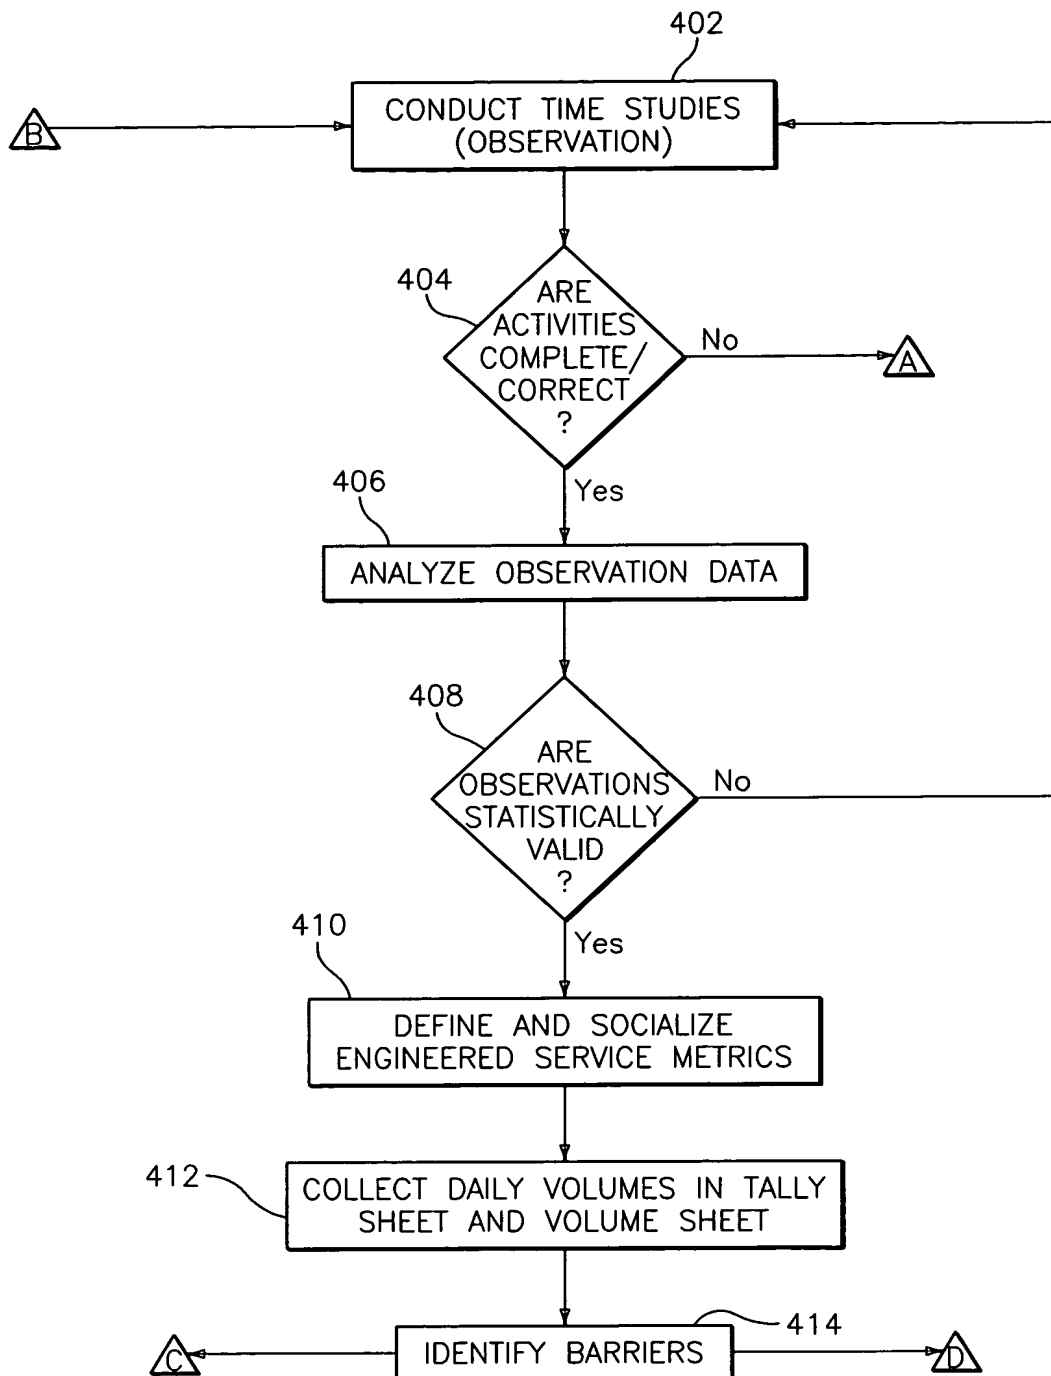 402
CONDUCT TIME STUDIES
(OBSERVATION)
B
404
ARE
ACTIVITIES
COMPLETE/
CORRECT
?
No
A
Yes
406
ANALYZE OBSERVATION DATA
408
ARE
OBSERVATIONS
STATISTICALLY
VALID
?
No
Yes
410
DEFINE AND SOCIALIZE
ENGINEERED SERVICE METRICS
412
COLLECT DAILY VOLUMES IN TALLY
SHEET AND VOLUME SHEET
414
C
IDENTIFY BARRIERS
D